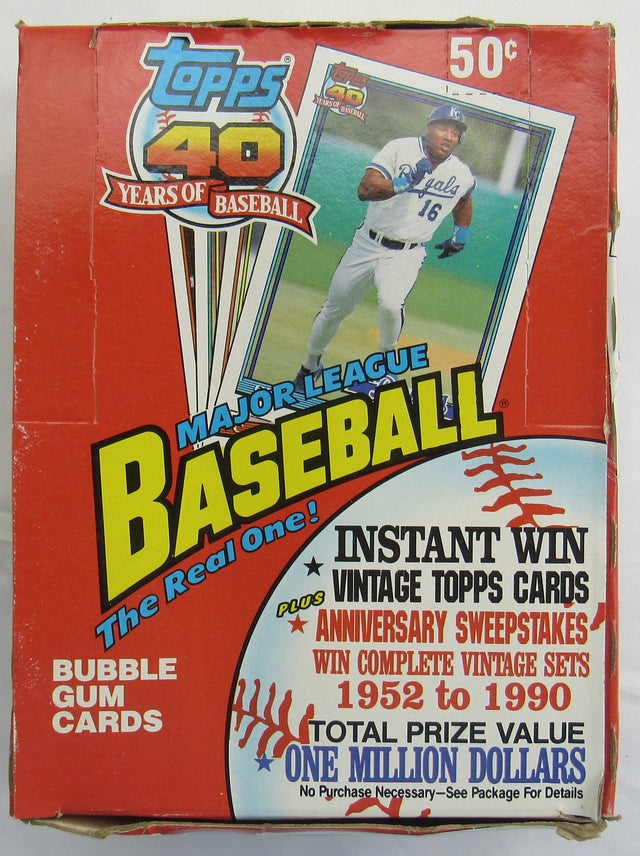 Topps®
40
YEARS OF BASEBALL
50¢
Topps
40
YEARS OF BASEBALL
KC
Royals
16
MAJOR LEAGUE
BASEBALL®
The Real One!
INSTANT WIN
VINTAGE TOPPS CARDS
PLUS
ANNIVERSARY SWEEPSTAKES
WIN COMPLETE VINTAGE SETS
1952 to 1990
TOTAL PRIZE VALUE
ONE MILLION DOLLARS
No Purchase Necessary—See Package For Details
BUBBLE
GUM
CARDS